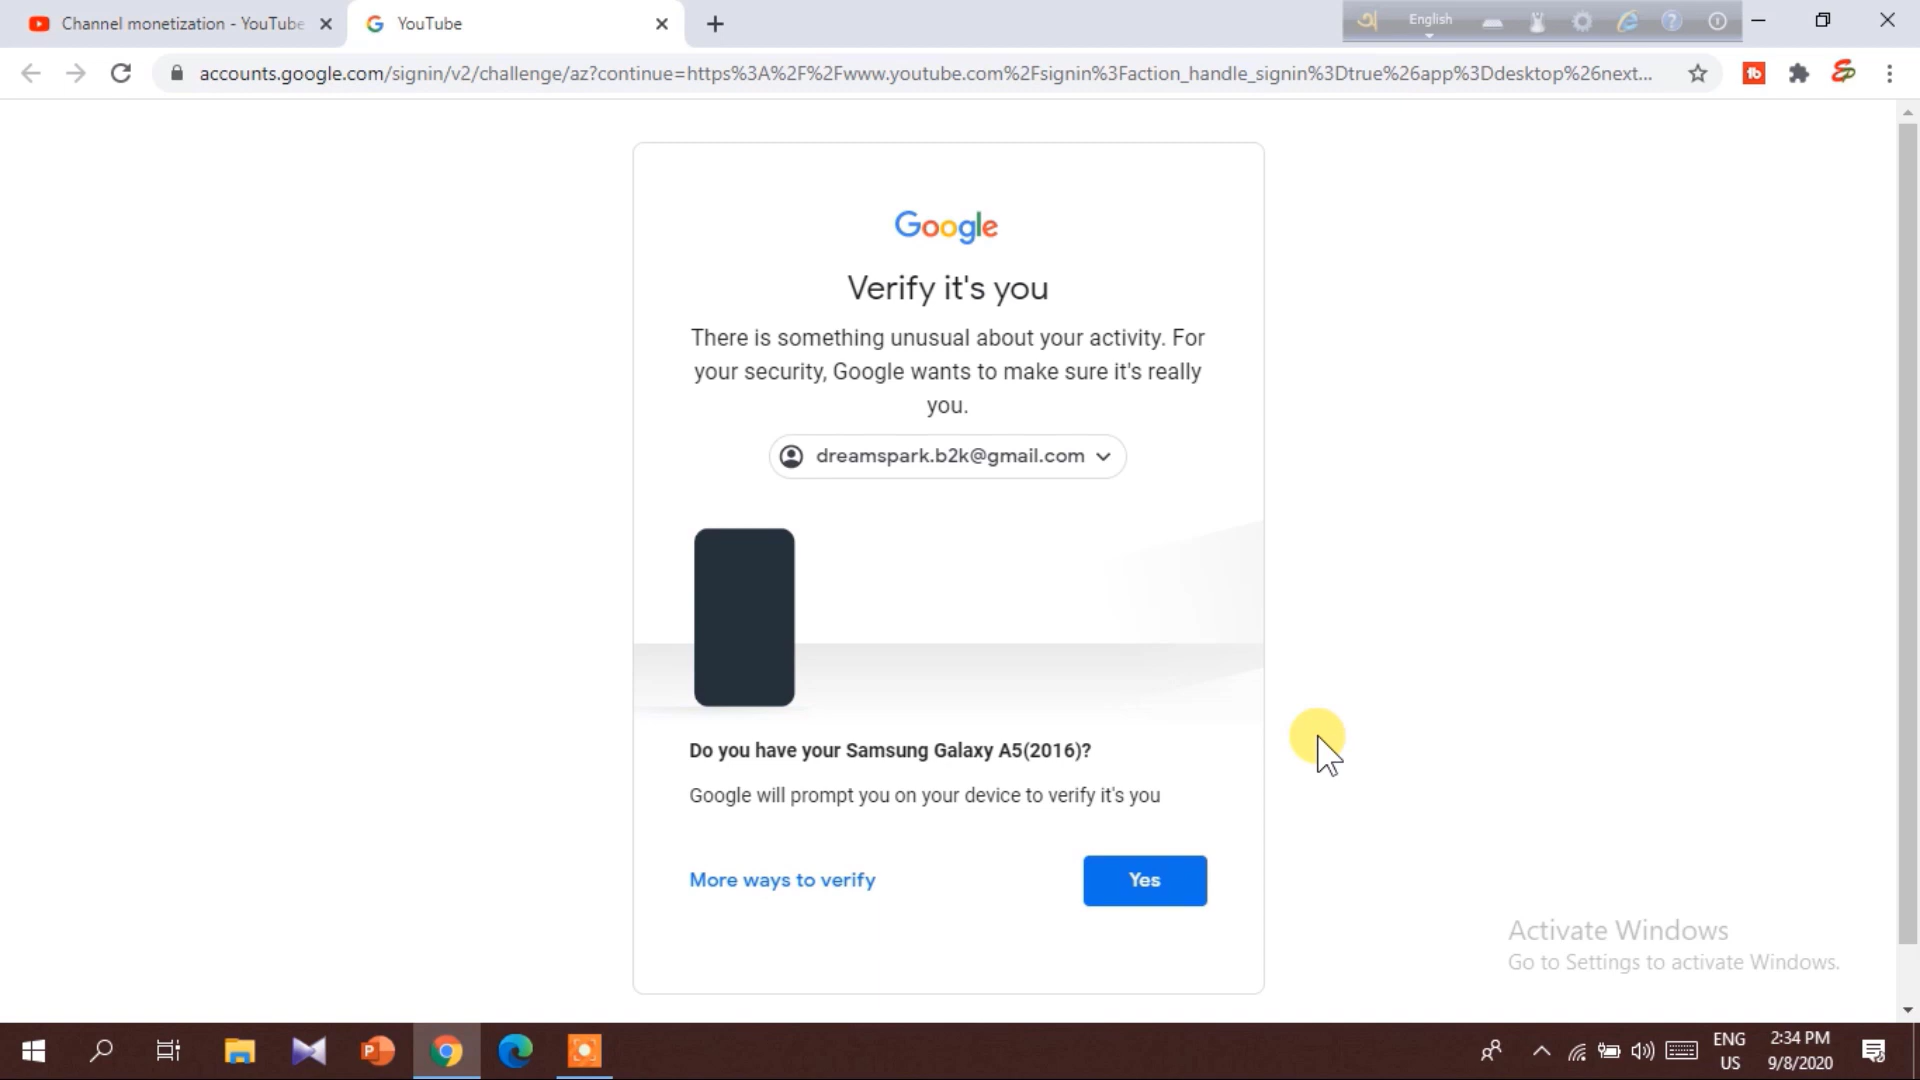 Channel monetization - YouTube
YouTube
English
accounts.google.com/signin/v2/challenge/az?continue=https%3A%2F%2Fwww.youtube.com%2Fsignin%3Faction_handle_signin%3Dtrue%26app%3Ddesktop%26next...
Google
Verify it's you
There is something unusual about your activity. For
your security, Google wants to make sure it's really
you.
dreamspark.b2k@gmail.com
Do you have your Samsung Galaxy A5(2016)?
Google will prompt you on your device to verify it's you
More ways to verify
Yes
Activate Windows
Go to Settings to activate Windows.
ENG
US
2:34 PM
9/8/2020